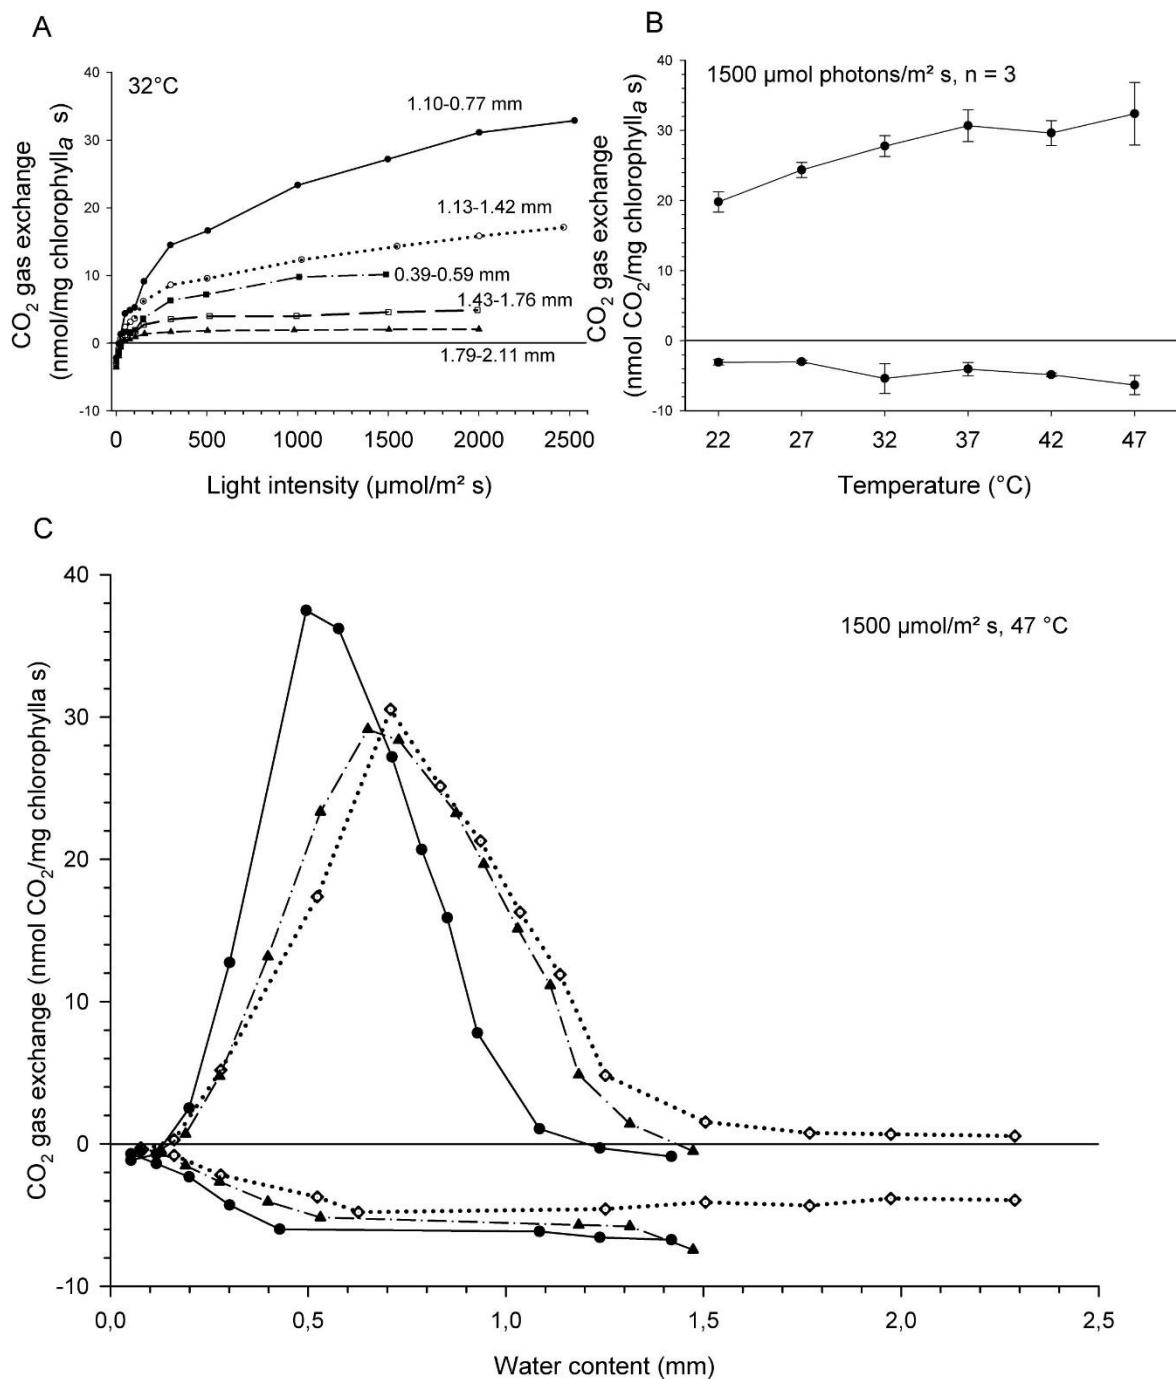 A
32°C
CO2 gas exchange
(nmol/mg chlorophylla s)
40
30
20
10
0
-10
1.10-0.77 mm
1.13-1.42 mm
0.39-0.59 mm
1.43-1.76 mm
1.79-2.11 mm
0 500 1000 1500 2000 2500
Light intensity (µmol/m² s)
B
1500 µmol photons/m² s, n = 3
CO2 gas exchange
(nmol CO2/mg chlorophylla s)
40
30
20
10
0
-10
22 27 32 37 42 47
Temperature (°C)
C
1500 µmol/m² s, 47 °C
CO2 gas exchange (nmol CO2/mg chlorophylla s)
40
30
20
10
0
-10
0,0 0,5 1,0 1,5 2,0 2,5
Water content (mm)